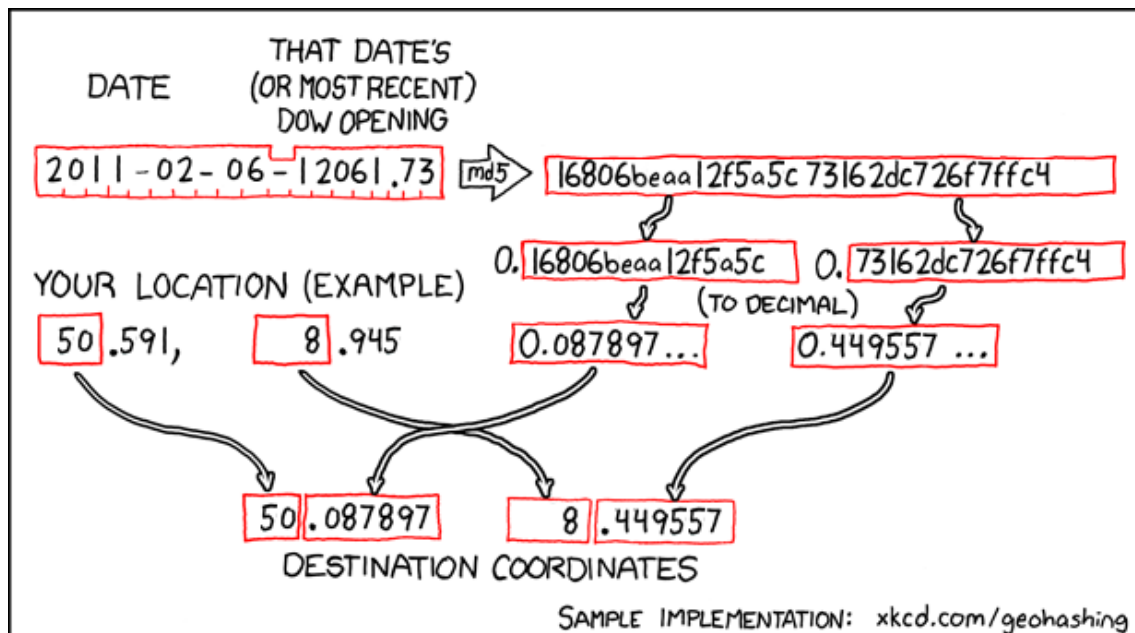 DATE
THAT DATE'S
(OR MOST RECENT)
DOW OPENING
2011-02-06-12061.73
md5
16806beaa12f5a5c73162dc726f7ffc4
0.16806beaa12f5a5c
0.73162dc726f7ffc4
YOUR LOCATION (EXAMPLE)
(TO DECIMAL)
50.591,
8.945
0.087897...
0.449557...
50.087897
8.449557
DESTINATION COORDINATES
SAMPLE IMPLEMENTATION: xkcd.com/geohashing